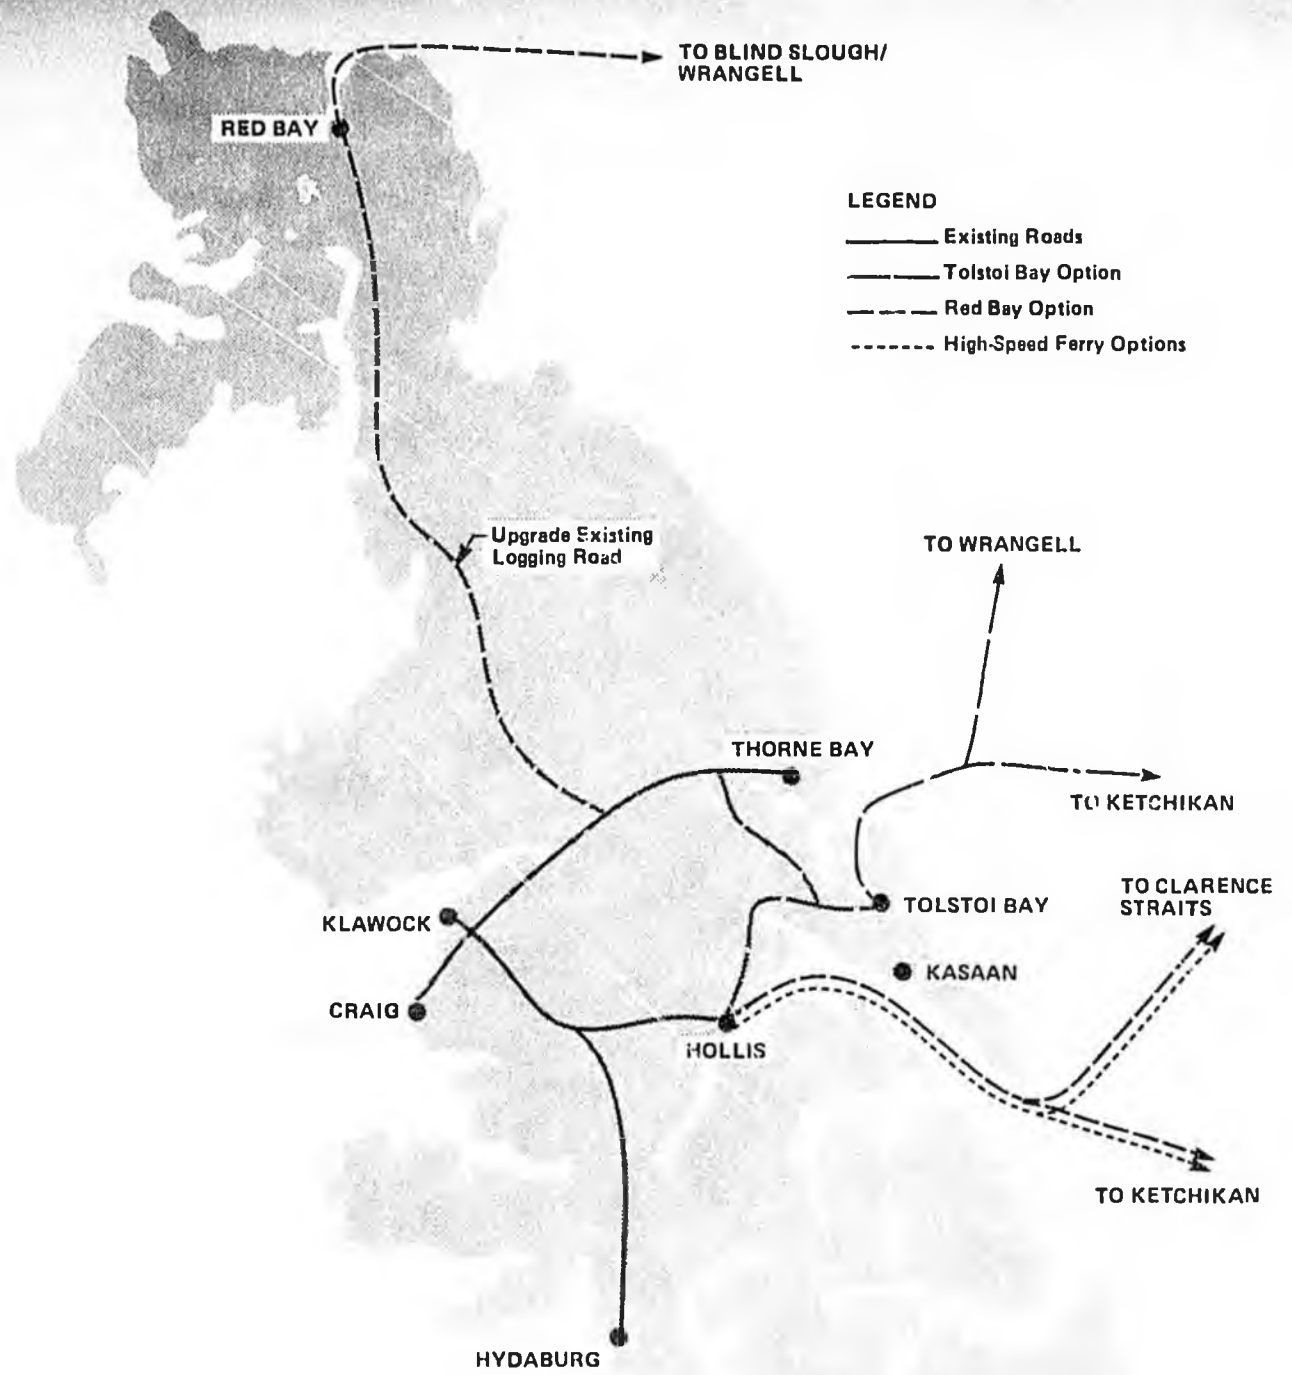 TO BLIND SLOUGH/
WRANGELL
RED BAY
LEGEND
Existing Roads
Tolstoi Bay Option
Red Bay Option
High-Speed Ferry Options
Upgrade Existing
Logging Road
TO WRANGELL
THORNE BAY
TO KETCHIKAN
TO CLARENCE
STRAITS
KLAWOCK
TOLSTOI BAY
KASAAN
CRAIG
HOLLIS
TO KETCHIKAN
HYDABURG